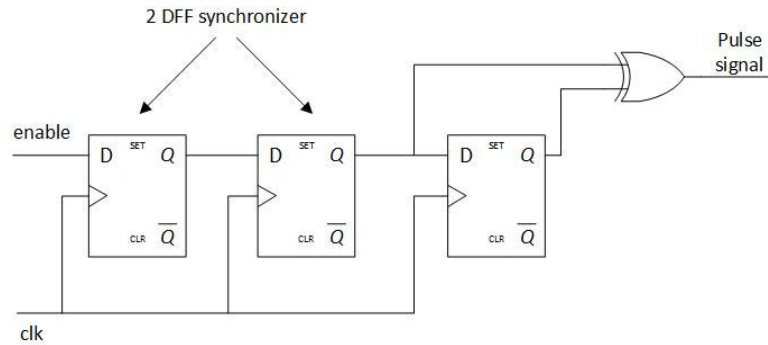 2 DFF synchronizer
Pulse
signal
enable
D SET Q
D SET Q
D SET Q
CLR Q
CLR Q
CLR Q
clk